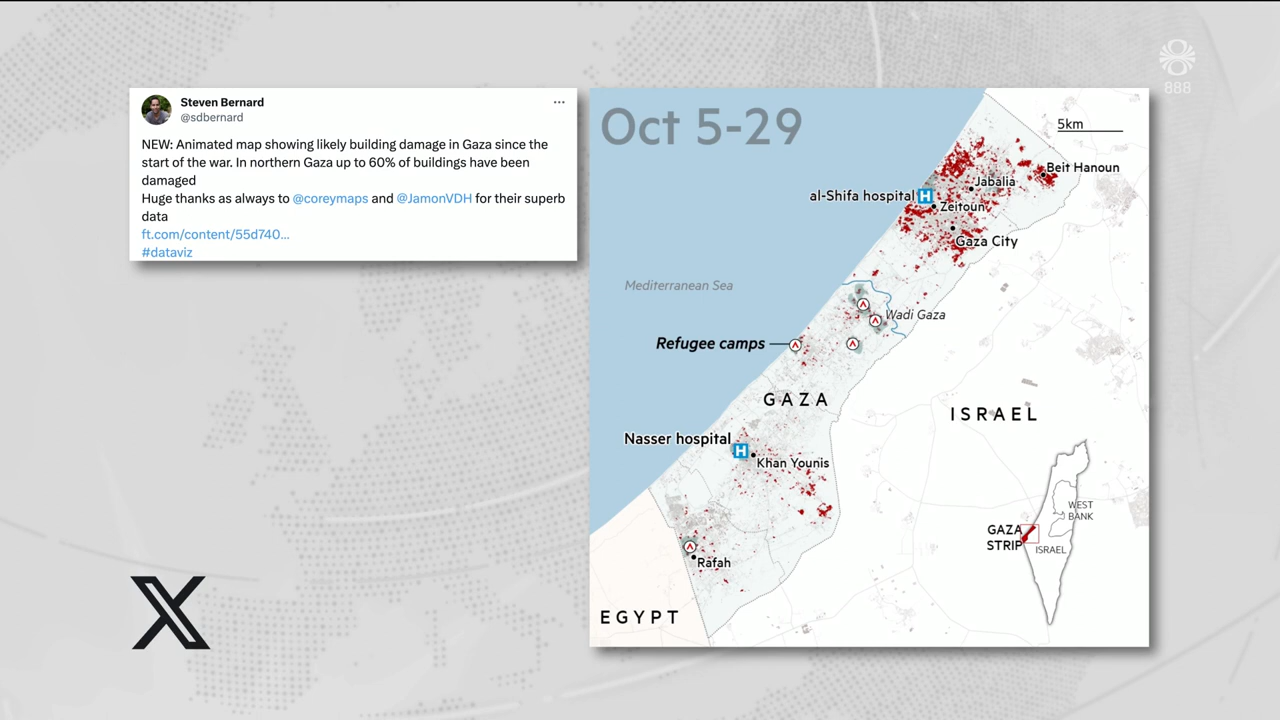 888
Steven Bernard
@sdbernard
NEW: Animated map showing likely building damage in Gaza since the
start of the war. In northern Gaza up to 60% of buildings have been
damaged
Huge thanks as always to @coreymaps and @JamonVDH for their superb
data
ft.com/content/55d740...
#dataviz
Oct 5-29
5km
Beit Hanoun
Jabalia
al-Shifa hospital
H
Zeitoun
Gaza City
Mediterranean Sea
Wadi Gaza
Refugee camps
GAZA
ISRAEL
Nasser hospital
H
Khan Younis
WEST
BANK
GAZA
STRIP
ISRAEL
Rafah
EGYPT
X